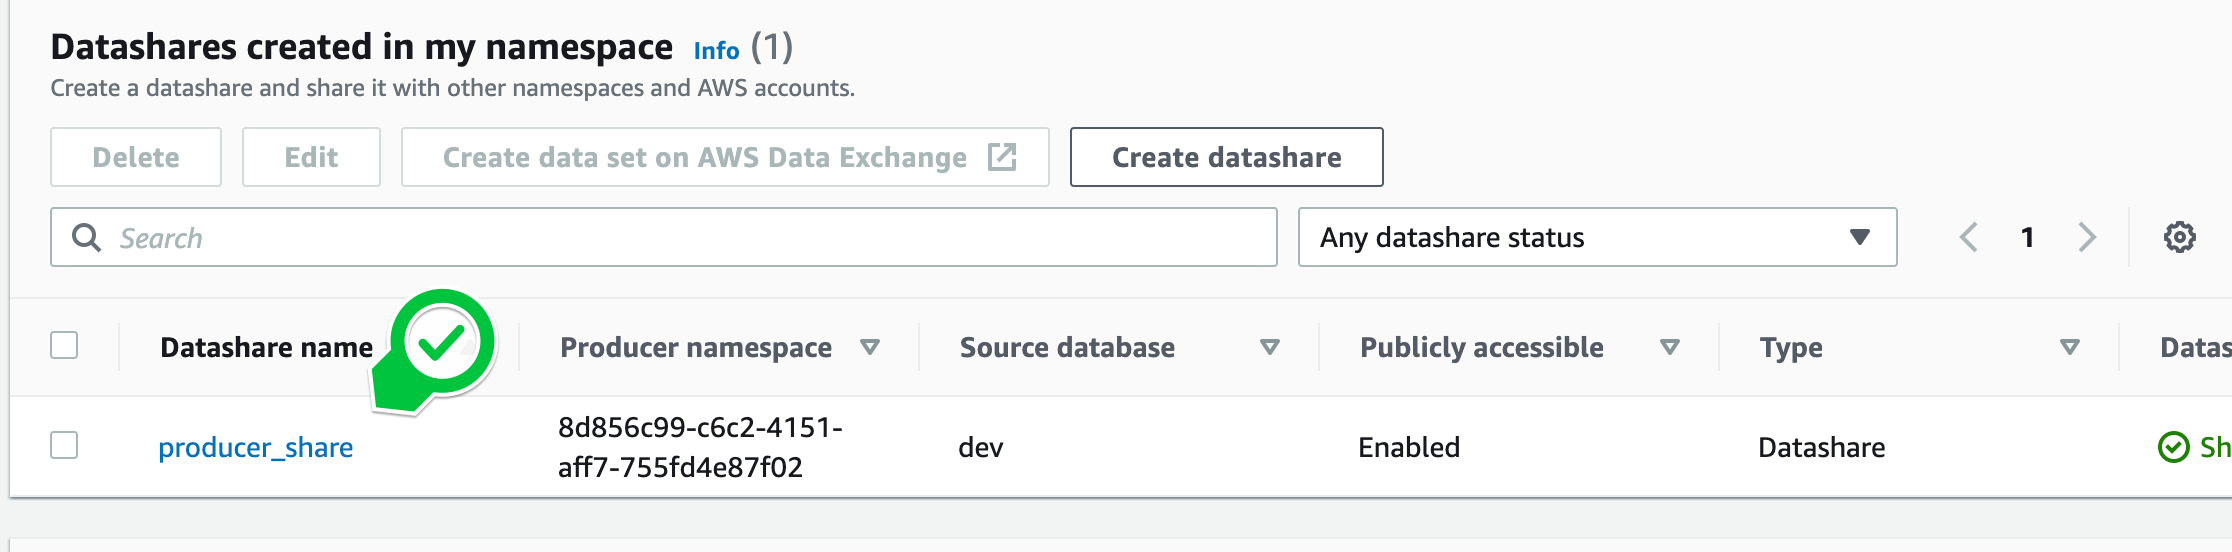 Datashares created in my namespace Info (1)
Create a datashare and share it with other namespaces and AWS accounts.
Delete Edit Create data set on AWS Data Exchange Create datashare
Search Any datashare status 1
Datashare name Producer namespace Source database Publicly accessible Type Datas
producer_share 8d856c99-c6c2-4151- dev Enabled Datashare Sh
aff7-755fd4e87f02